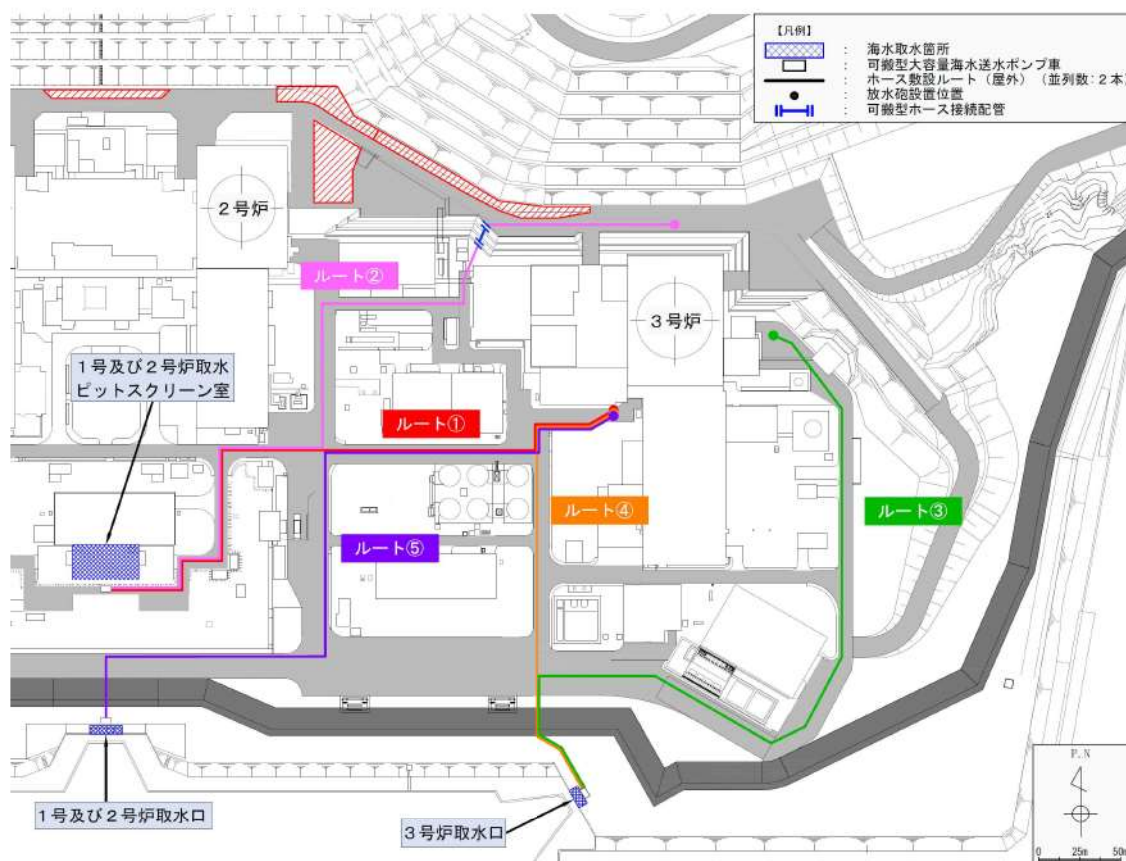 【凡例】
： 海水取水箇所
： 可搬型大容量海水送水ポンプ車
： ホース敷設ルート（屋外）（並列数：２本）
： 放水砲設置位置
： 可搬型ホース接続配管
２号炉
ルート②
３号炉
１号及び２号炉取水
ピットスクリーン室
ルート①
ルート④
ルート③
ルート⑤
１号及び２号炉取水口
３号炉取水口
P.N
0 25m 50m